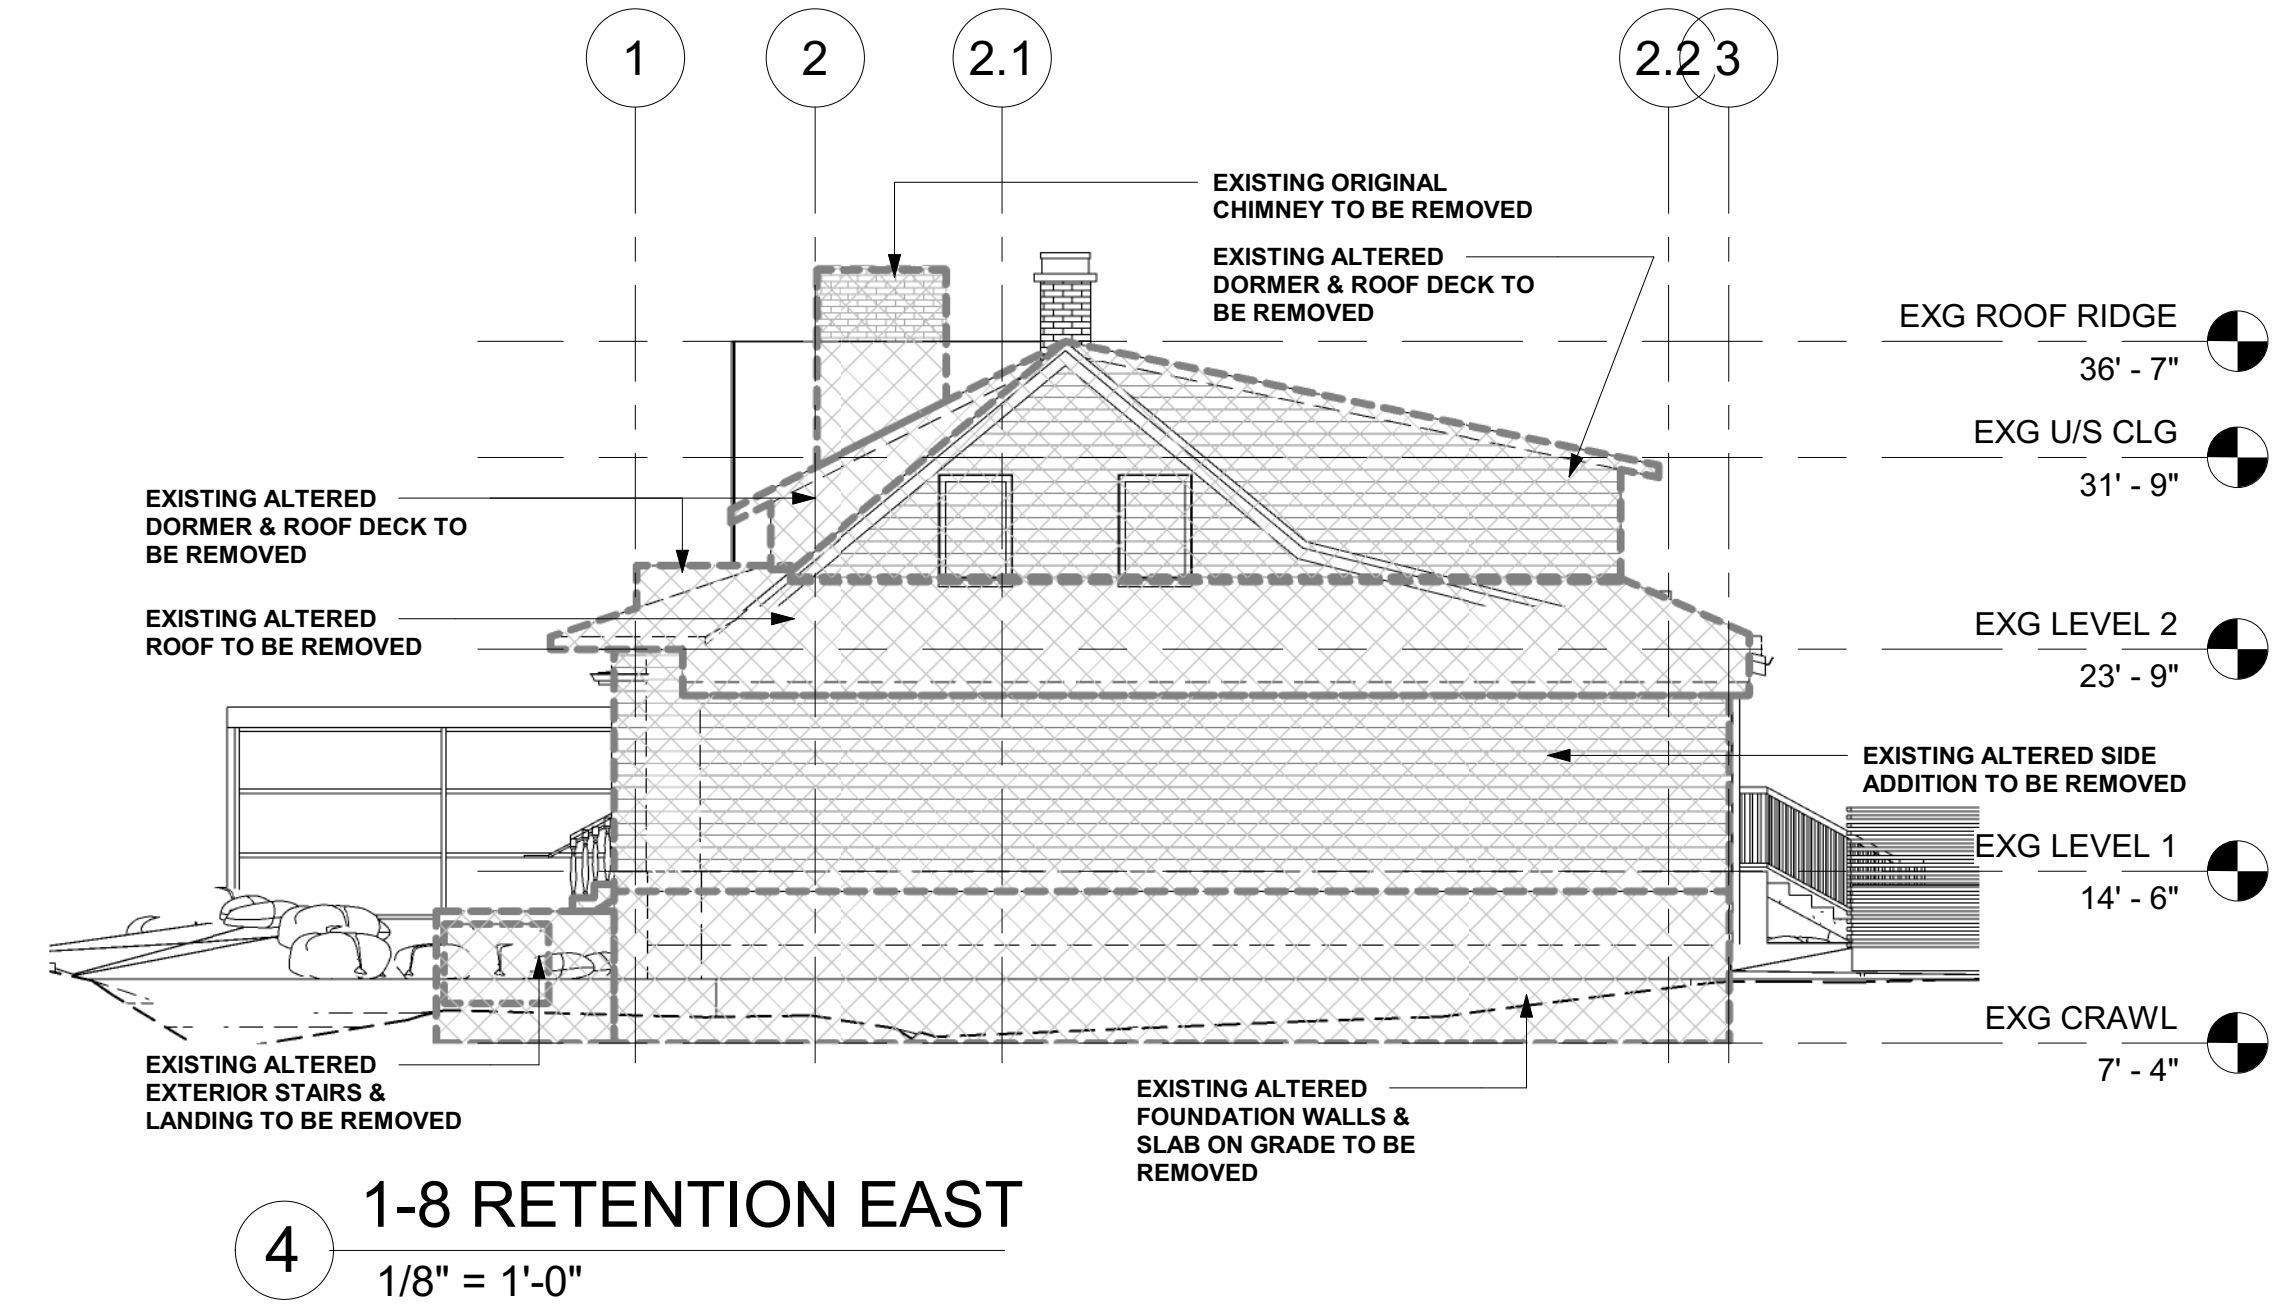 1
2
2.1
2.2
3
EXISTING ORIGINAL
CHIMNEY TO BE REMOVED
EXISTING ALTERED
DORMER & ROOF DECK TO
BE REMOVED
EXG ROOF RIDGE
36' - 7"
EXG U/S CLG
31' - 9"
EXISTING ALTERED
DORMER & ROOF DECK TO
BE REMOVED
EXISTING ALTERED
ROOF TO BE REMOVED
EXG LEVEL 2
23' - 9"
EXISTING ALTERED SIDE
ADDITION TO BE REMOVED
EXG LEVEL 1
14' - 6"
EXG CRAWL
7' - 4"
EXISTING ALTERED
EXTERIOR STAIRS &
LANDING TO BE REMOVED
EXISTING ALTERED
FOUNDATION WALLS &
SLAB ON GRADE TO BE
REMOVED
4
1-8 RETENTION EAST
1/8" = 1'-0"